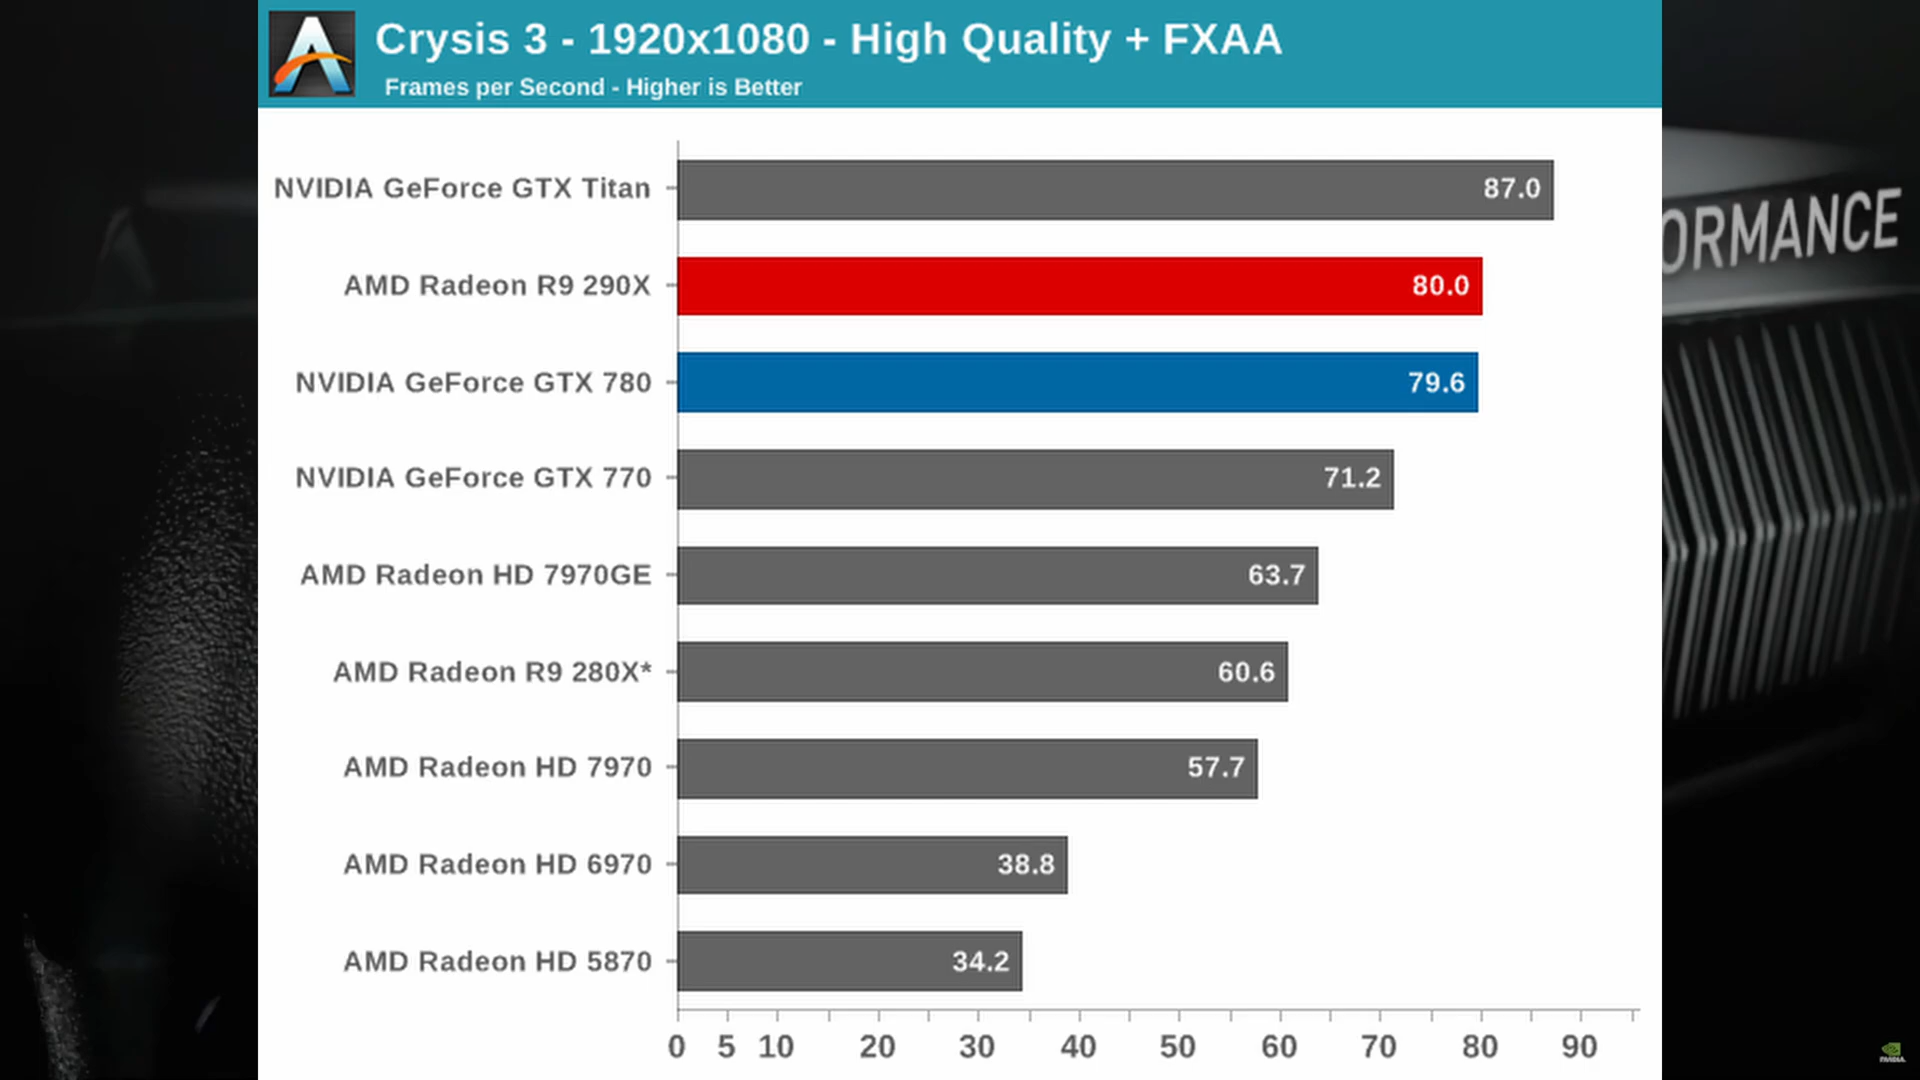 Crysis 3 - 1920x1080 - High Quality + FXAA
Frames per Second - Higher is Better
NVIDIA GeForce GTX Titan 87.0
AMD Radeon R9 290X 80.0
NVIDIA GeForce GTX 780 79.6
NVIDIA GeForce GTX 770 71.2
AMD Radeon HD 7970GE 63.7
AMD Radeon R9 280X* 60.6
AMD Radeon HD 7970 57.7
AMD Radeon HD 6970 38.8
AMD Radeon HD 5870 34.2
0 5 10 20 30 40 50 60 70 80 90
ORMANCE
NVIDIA